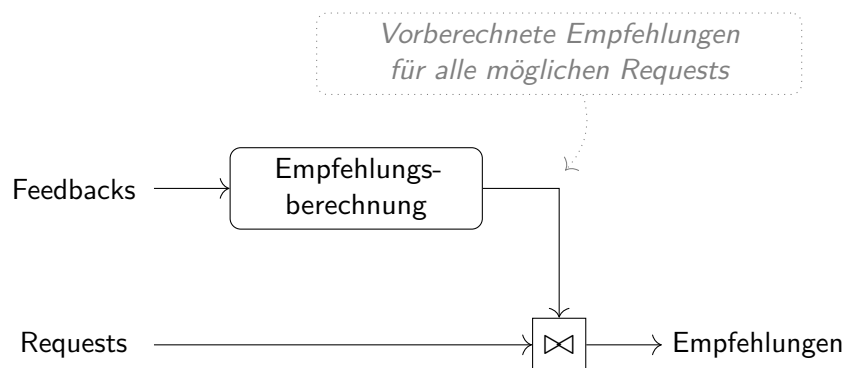 Vorberechnete Empfehlungen
für alle möglichen Requests
Feedbacks
Empfehlungs-
berechnung
Requests
⋈
Empfehlungen